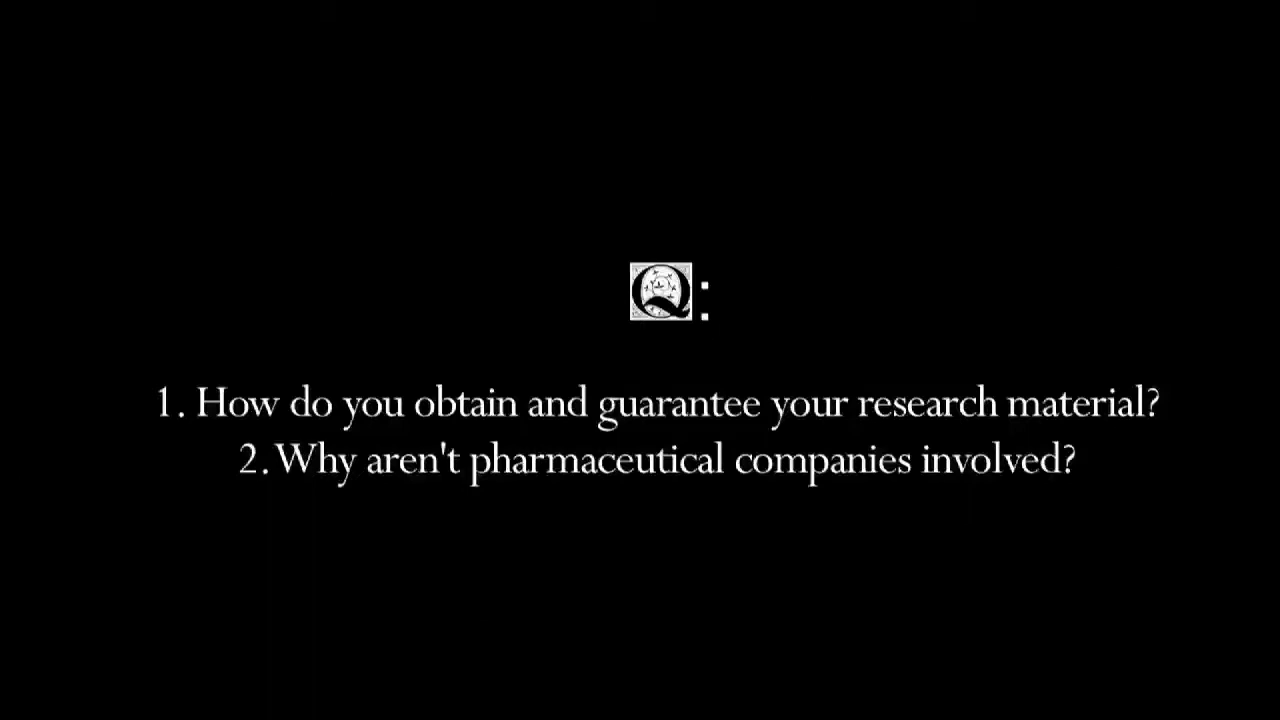 Q:
1. How do you obtain and guarantee your research material?
2. Why aren't pharmaceutical companies involved?